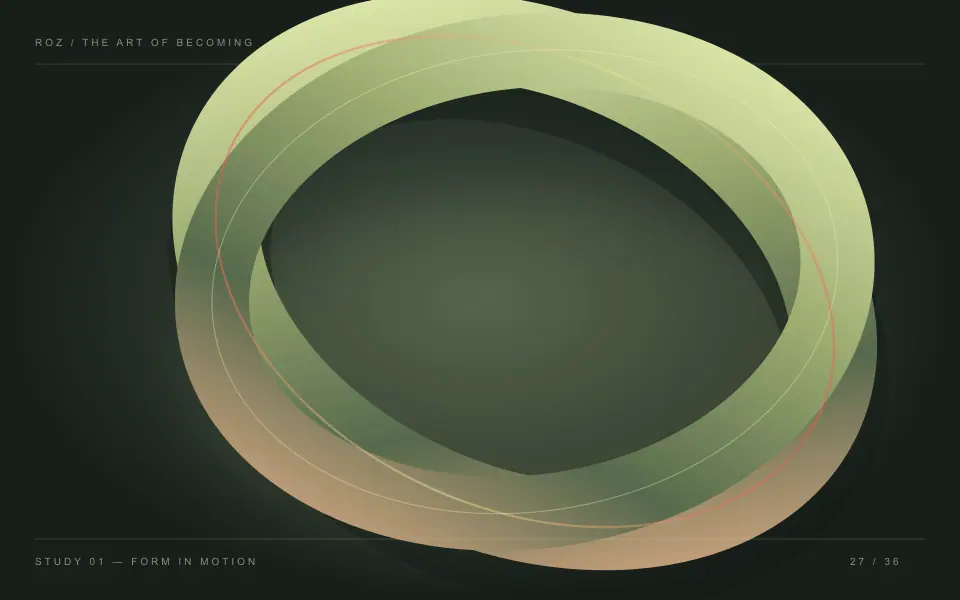 ROZ / THE ART OF BECOMING
STUDY 01 — FORM IN MOTION
27 / 36